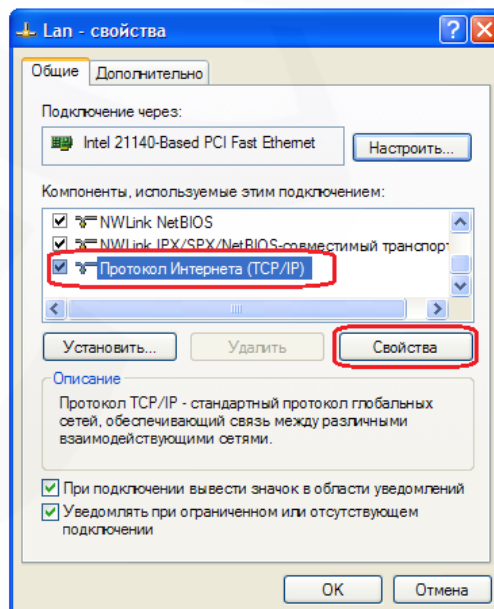 Lan - свойства
Общие
Дополнительно
Подключение через:
Intel 21140-Based PCI Fast Ethernet
Настроить...
Компоненты, используемые этим подключением:
NWLink NetBIOS
NWLink IPX/SPX/NetBIOS-совместимый транспорт
Протокол Интернета (TCP/IP)
Установить...
Удалить
Свойства
Описание
Протокол TCP/IP - стандартный протокол глобальных
сетей, обеспечивающий связь между различными
взаимодействующими сетями.
При подключении вывести значок в области уведомлений
Уведомлять при ограниченном или отсутствующем
подключении
OK
Отмена